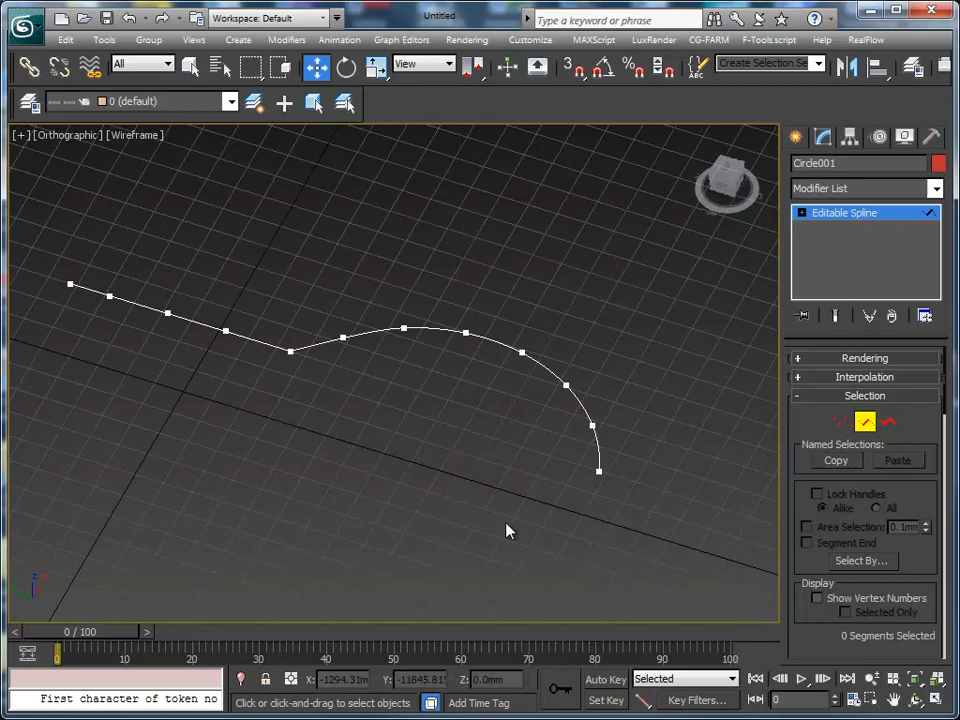 Workspace: Default
Untitled
Type a keyword or phrase
Edit Tools Group Views Create Modifiers Animation Graph Editors Rendering Customize MAXScript LuxRender CG-FARM F-Tools.script Help RealFlow
All View 3 ABC Create Selection Se
0 (default)
[+] [Orthographic] [Wireframe]
Circle001
Modifier List
Editable Spline
+ Rendering
+ Interpolation
- Selection
Named Selections:
Copy Paste
Lock Handles
Alike All
Area Selection: 0.1mm
Segment End
Select By...
Display
Show Vertex Numbers
Selected Only
0 Segments Selected
z
< 0 / 100 >
0 10 20 30 40 50 60 70 80 90 100
X: -1294.31m Y: -11845.815 Z: 0.0mm Auto Key Selected
First character of token no Click or click-and-drag to select objects Add Time Tag Set Key Key Filters... 0